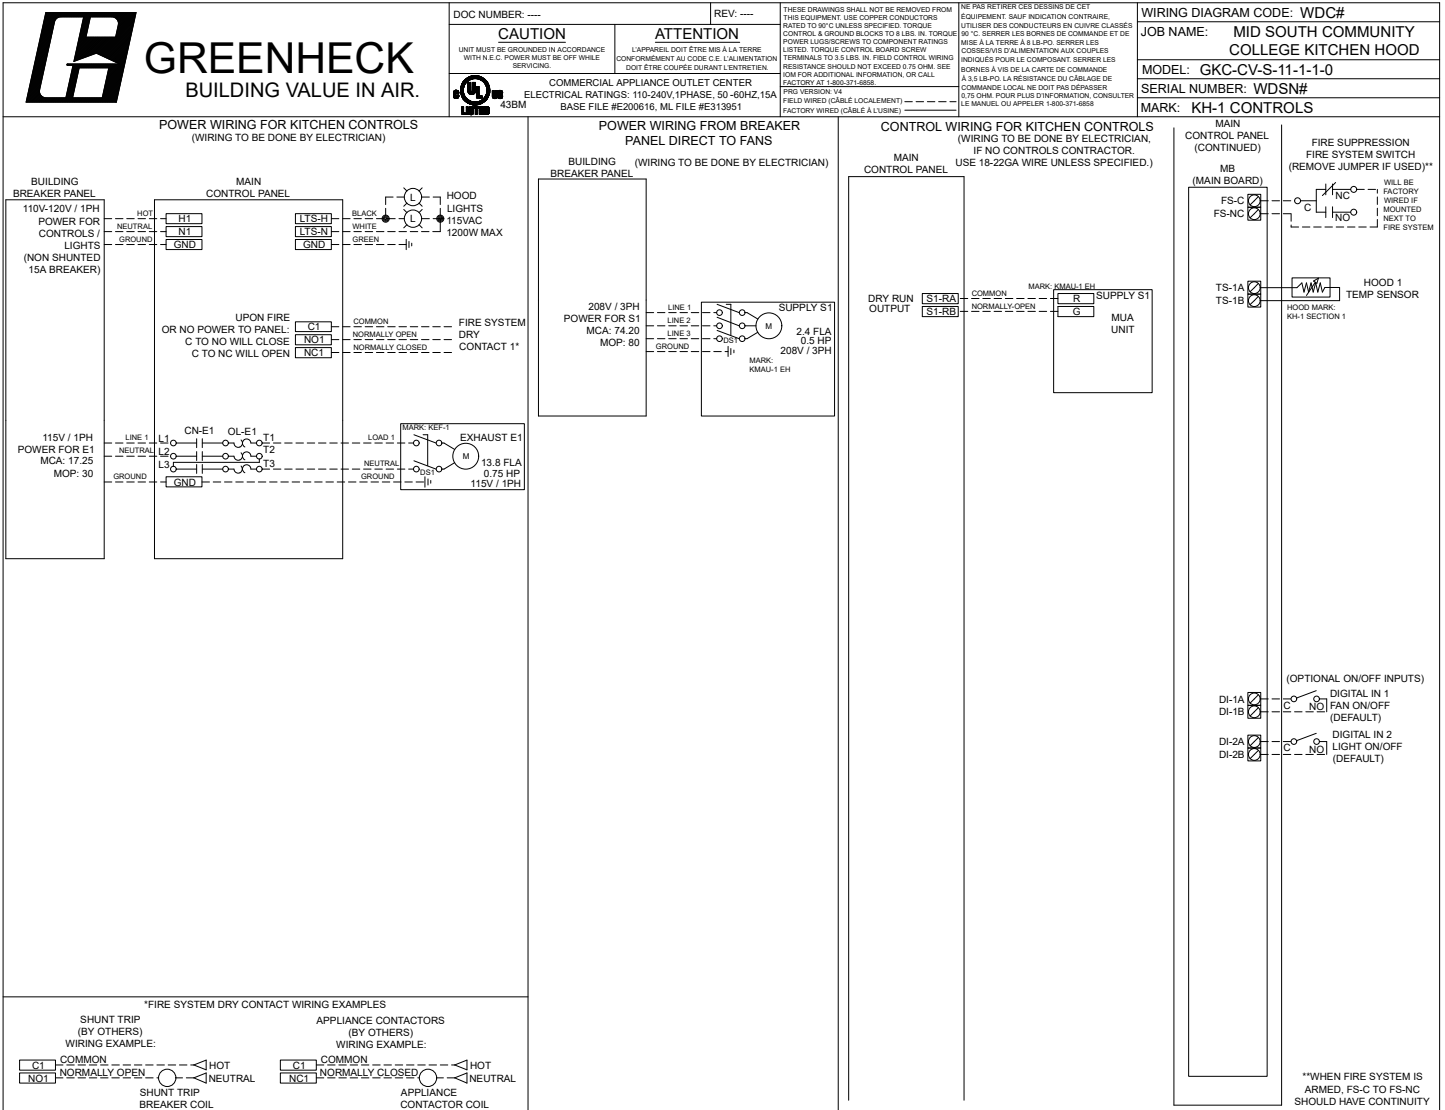 GREENHECK
BUILDING VALUE IN AIR.
DOC NUMBER: ----
REV: ----
CAUTION
UNIT MUST BE GROUNDED IN ACCORDANCE
WITH N.E.C. POWER MUST BE OFF WHILE
SERVICING.
ATTENTION
L'APPAREIL DOIT ÊTRE MIS À LA TERRE
CONFORMÉMENT AU CODE C.E. L'ALIMENTATION
DOIT ÊTRE COUPÉE DURANT L'ENTRETIEN.
C UL US
LISTED
43BM
COMMERCIAL APPLIANCE OUTLET CENTER
ELECTRICAL RATINGS: 110-240V,1PHASE, 50 -60HZ,15A
BASE FILE #E200616, ML FILE #E313951
THESE DRAWINGS SHALL NOT BE REMOVED FROM
THIS EQUIPMENT. USE COPPER CONDUCTORS
RATED TO 90°C UNLESS SPECIFIED. TORQUE
CONTROL & GROUND BLOCKS TO 8 LBS. IN. TORQUE
POWER LUGS/SCREWS TO COMPONENT RATINGS
LISTED. TORQUE CONTROL BOARD SCREW
TERMINALS TO 3.5 LBS. IN. FIELD CONTROL WIRING
RESISTANCE SHOULD NOT EXCEED 0.75 OHM. SEE
IOM FOR ADDITIONAL INFORMATION, OR CALL
FACTORY AT 1-800-371-6858.
PRG VERSION: V4
FIELD WIRED (CÂBLÉ LOCALEMENT)
FACTORY WIRED (CÂBLÉ À L'USINE)
NE PAS RETIRER CES DESSINS DE CET
ÉQUIPEMENT. SAUF INDICATION CONTRAIRE,
UTILISER DES CONDUCTEURS EN CUIVRE CLASSÉS
90 °C. SERRER LES BORNES DE COMMANDE ET DE
MISE À LA TERRE À 8 LB-PO. SERRER LES
COSSES/VIS D'ALIMENTATION AUX COUPLES
INDIQUÉS POUR LE COMPOSANT. SERRER LES
BORNES À VIS DE LA CARTE DE COMMANDE
À 3,5 LB-PO. LA RÉSISTANCE DU CÂBLAGE DE
COMMANDE LOCAL NE DOIT PAS DÉPASSER
0,75 OHM. POUR PLUS D'INFORMATION, CONSULTER
LE MANUEL OU APPELER 1-800-371-6858
WIRING DIAGRAM CODE: WDC#
JOB NAME: MID SOUTH COMMUNITY
COLLEGE KITCHEN HOOD
MODEL: GKC-CV-S-11-1-1-0
SERIAL NUMBER: WDSN#
MARK: KH-1 CONTROLS
POWER WIRING FOR KITCHEN CONTROLS
(WIRING TO BE DONE BY ELECTRICIAN)
BUILDING
BREAKER PANEL
MAIN
CONTROL PANEL
110V-120V / 1PH
POWER FOR
CONTROLS /
LIGHTS
(NON SHUNTED
15A BREAKER)
HOT
NEUTRAL
GROUND
H1
N1
GND
LTS-H
LTS-N
GND
BLACK
WHITE
GREEN
L
L
HOOD
LIGHTS
115VAC
1200W MAX
UPON FIRE
OR NO POWER TO PANEL:
C TO NO WILL CLOSE
C TO NC WILL OPEN
C1
NO1
NC1
COMMON
NORMALLY OPEN
NORMALLY CLOSED
FIRE SYSTEM
DRY
CONTACT 1*
115V / 1PH
POWER FOR E1
MCA: 17.25
MOP: 30
LINE 1
NEUTRAL
GROUND
L1
L2
L3
CN-E1
OL-E1
T1
T2
T3
GND
LOAD 1
NEUTRAL
GROUND
MARK: KEF-1
DS1
M
EXHAUST E1
13.8 FLA
0.75 HP
115V / 1PH
*FIRE SYSTEM DRY CONTACT WIRING EXAMPLES
SHUNT TRIP
(BY OTHERS)
WIRING EXAMPLE:
C1
NO1
COMMON
NORMALLY OPEN
HOT
NEUTRAL
SHUNT TRIP
BREAKER COIL
APPLIANCE CONTACTORS
(BY OTHERS)
WIRING EXAMPLE:
C1
NC1
COMMON
NORMALLY CLOSED
HOT
NEUTRAL
APPLIANCE
CONTACTOR COIL
POWER WIRING FROM BREAKER
PANEL DIRECT TO FANS
(WIRING TO BE DONE BY ELECTRICIAN)
BUILDING
BREAKER PANEL
208V / 3PH
POWER FOR S1
MCA: 74.20
MOP: 80
LINE 1
LINE 2
LINE 3
GROUND
DS1
M
SUPPLY S1
2.4 FLA
0.5 HP
208V / 3PH
MARK:
KMAU-1 EH
CONTROL WIRING FOR KITCHEN CONTROLS
(WIRING TO BE DONE BY ELECTRICIAN,
IF NO CONTROLS CONTRACTOR.
USE 18-22GA WIRE UNLESS SPECIFIED.)
MAIN
CONTROL PANEL
DRY RUN
OUTPUT
S1-RA
S1-RB
COMMON
NORMALLY-OPEN
MARK: KMAU-1 EH
R
G
SUPPLY S1
MUA
UNIT
MAIN
CONTROL PANEL
(CONTINUED)
MB
(MAIN BOARD)
FS-C
FS-NC
FIRE SUPPRESSION
FIRE SYSTEM SWITCH
(REMOVE JUMPER IF USED)**
C
NC
NO
WILL BE
FACTORY
WIRED IF
MOUNTED
NEXT TO
FIRE SYSTEM
TS-1A
TS-1B
HOOD 1
TEMP SENSOR
HOOD MARK:
KH-1 SECTION 1
(OPTIONAL ON/OFF INPUTS)
DI-1A
DI-1B
C
NO
DIGITAL IN 1
FAN ON/OFF
(DEFAULT)
DI-2A
DI-2B
C
NO
DIGITAL IN 2
LIGHT ON/OFF
(DEFAULT)
**WHEN FIRE SYSTEM IS
ARMED, FS-C TO FS-NC
SHOULD HAVE CONTINUITY